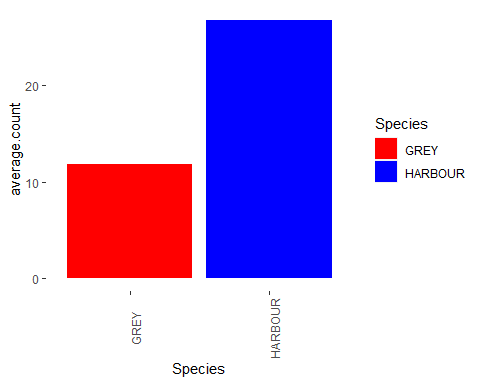 average.count
20
10
0
GREY
HARBOUR
Species
Species
GREY
HARBOUR